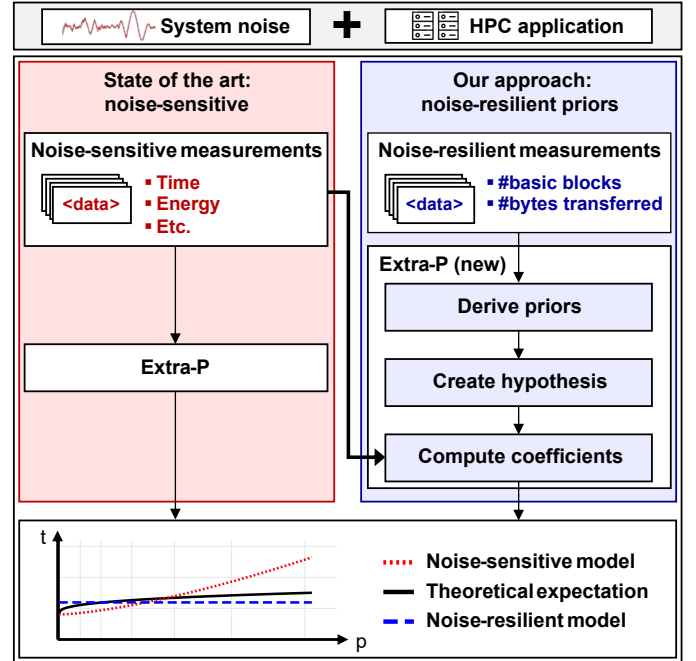 System noise
+
HPC application
State of the art:
noise-sensitive
Noise-sensitive measurements
<data>
▪ Time
▪ Energy
▪ Etc.
Extra-P
Our approach:
noise-resilient priors
Noise-resilient measurements
<data>
▪ #basic blocks
▪ #bytes transferred
Extra-P (new)
Derive priors
Create hypothesis
Compute coefficients
t
p
Noise-sensitive model
Theoretical expectation
Noise-resilient model